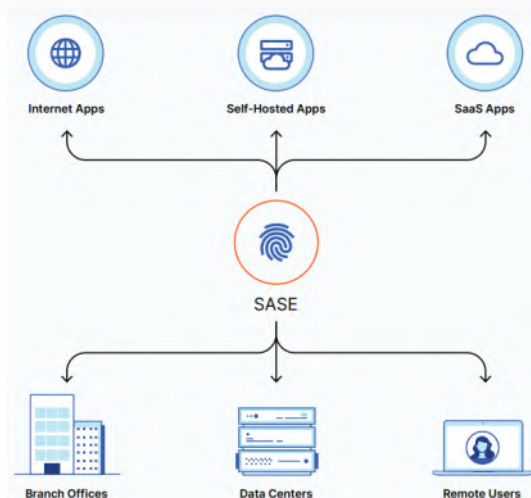 Internet Apps
Self-Hosted Apps
SaaS Apps
SASE
Branch Offices
Data Centers
Remote Users